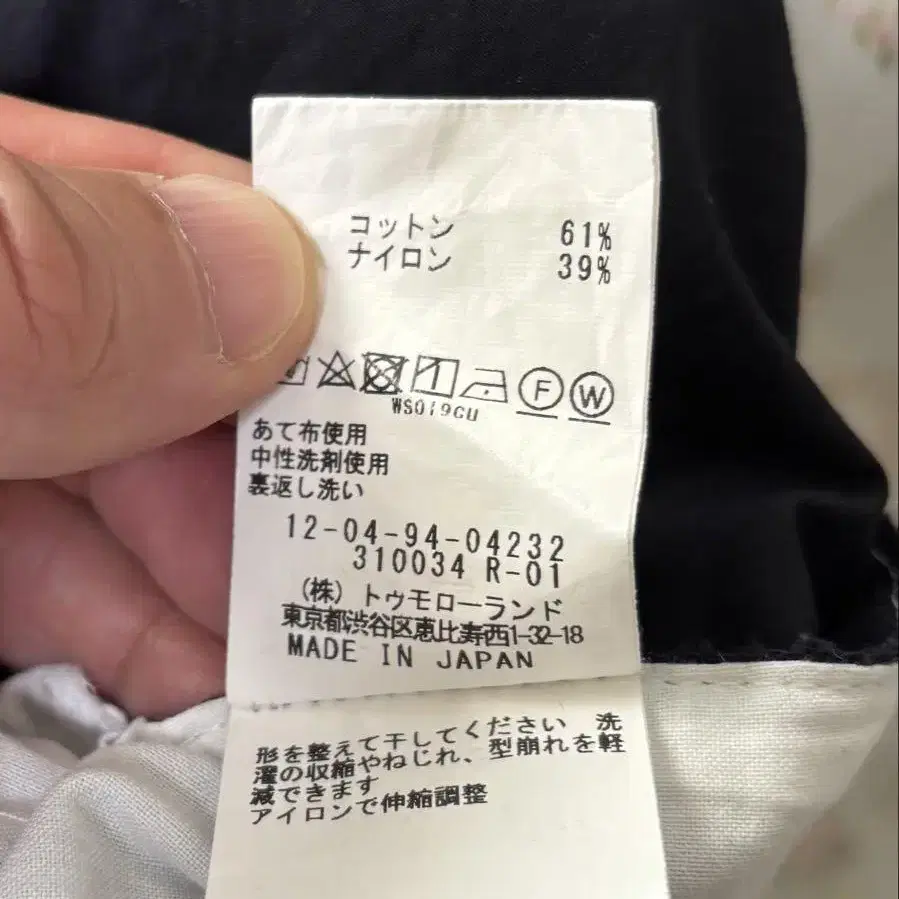 コットン 61%
ナイロン 39%
F W
WS019CU
あて布使用
中性洗剤使用
裏返し洗い
12-04-94-04232
310034 R-01
(株) トゥモローランド
東京都渋谷区恵比寿西1-32-18
MADE IN JAPAN
形を整えて干してください 洗
濯の収縮やねじれ、型崩れを軽
減できます
アイロンで伸縮調整